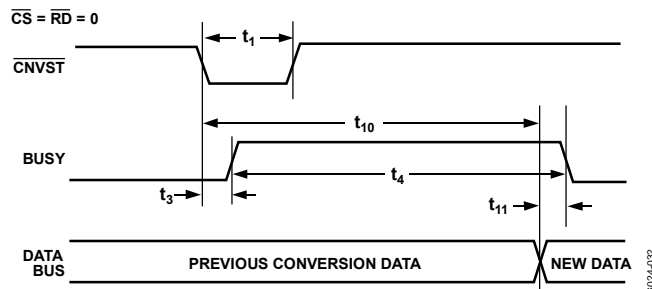 CS = RD = 0
t1
CNVST
t10
BUSY
t4
t3
t11
DATA
BUS
PREVIOUS CONVERSION DATA
NEW DATA